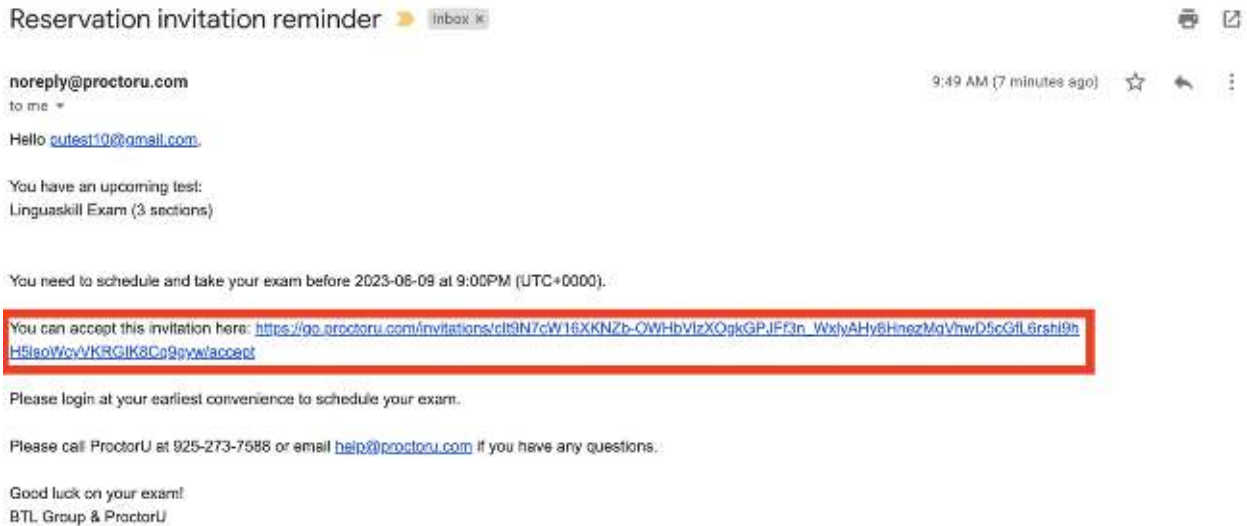 Reservation invitation reminder Inbox ×
noreply@proctoru.com 9:49 AM (7 minutes ago)
to me
Hello putest10@gmail.com,
You have an upcoming test:
Linguaskill Exam (3 sections)
You need to schedule and take your exam before 2023-06-09 at 9:00PM (UTC+0000).
You can accept this invitation here:
Please login at your earliest convenience to schedule your exam.
Please call ProctorU at 925-273-7588 or email help@proctoru.com if you have any questions.
Good luck on your exam!
BTL Group & ProctorU